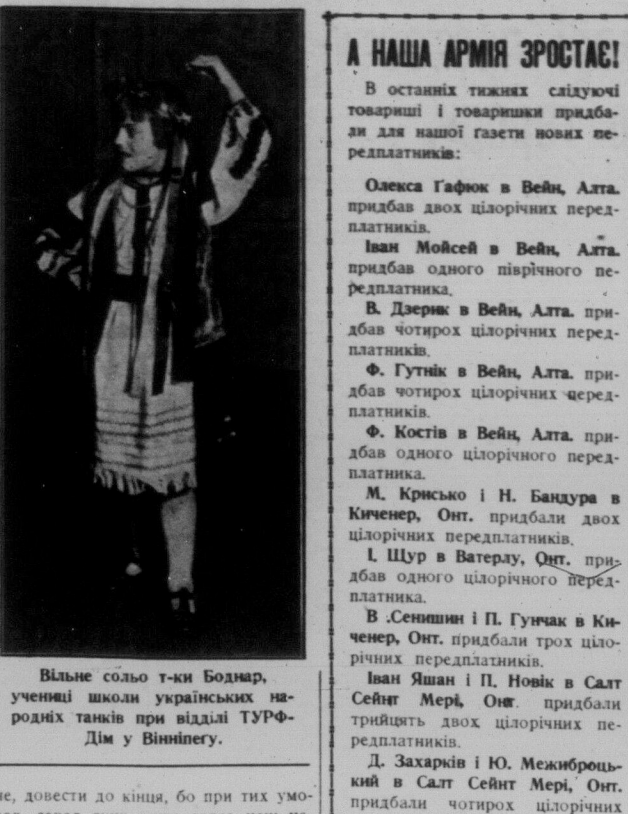 Вільне сольо т-ки Боднар,
учениці школи українських на-
родніх танків при відділі ТУРФ-
Дім у Вінніпегу.
не, довести до кінця, бо при тих умо-
А НАША АРМІЯ ЗРОСТАЄ!
В останніх тижнях слідуючі
товариші і товаришки придба-
ли для нашої газети нових пе-
редплатників:
Олекса Гафюк в Вейн, Алта.
придбав двох цілорічних перед-
платників.
Іван Мойсей в Вейн, Алта.
придбав одного піврічного пе-
редплатника.
В. Дзерик в Вейн, Алта. при-
дбав чотирох цілорічних перед-
платників.
Ф. Гутнік в Вейн, Алта. при-
дбав чотирох цілорічних перед-
платників.
Ф. Костів в Вейн, Алта. при-
дбав одного цілорічного перед-
платника.
М. Крисько і Н. Бандура в
Киченер, Онт. придбали двох
цілорічних передплатників.
І. Щур в Ватерлу, Онт. при-
дбав одного цілорічного перед-
платника.
В .Сенишин і П. Гунчак в Ки-
ченер, Онт. придбали трох ціло-
річних передплатників.
Іван Яшан і П. Новік в Салт
Сейнт Мері, Онт. придбали
трийцять двох цілорічних пе-
редплатників.
Д. Захарків і Ю. Межиброць-
кий в Салт Сейнт Мері, Онт.
придбали чотирох цілорічних